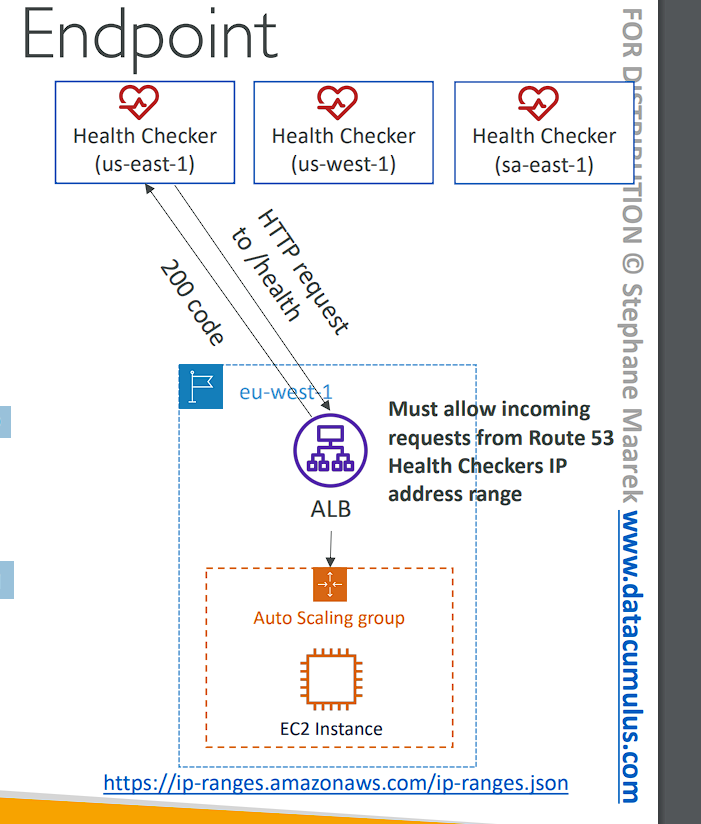 Endpoint
Health Checker
(us-east-1)
Health Checker
(us-west-1)
Health Checker
(sa-east-1)
HTTP request
to /health
200 code
eu-west-1
Must allow incoming
requests from Route 53
Health Checkers IP
address range
ALB
Auto Scaling group
EC2 Instance
https://ip-ranges.amazonaws.com/ip-ranges.json
FOR DISTRIBUTION © Stephane Maarek www.datacumulus.com